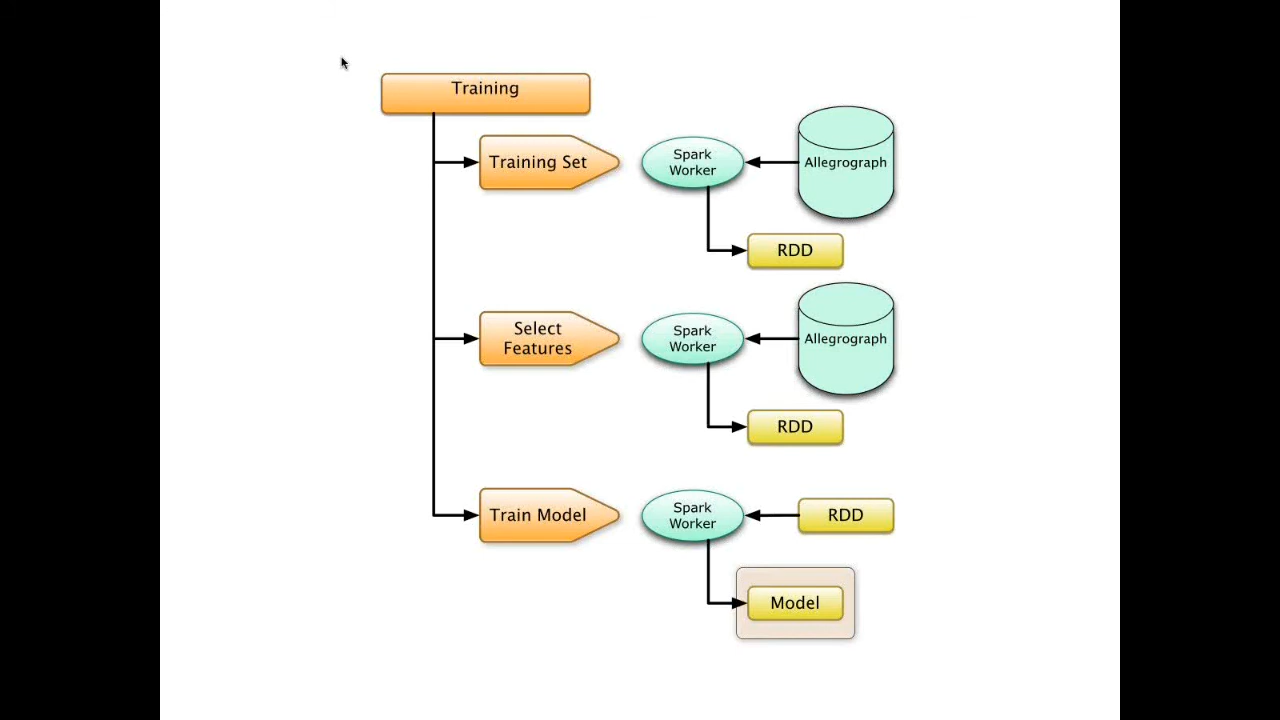 Training
Training Set
Spark
Worker
Allegrograph
RDD
Select
Features
Spark
Worker
Allegrograph
RDD
Train Model
Spark
Worker
RDD
Model